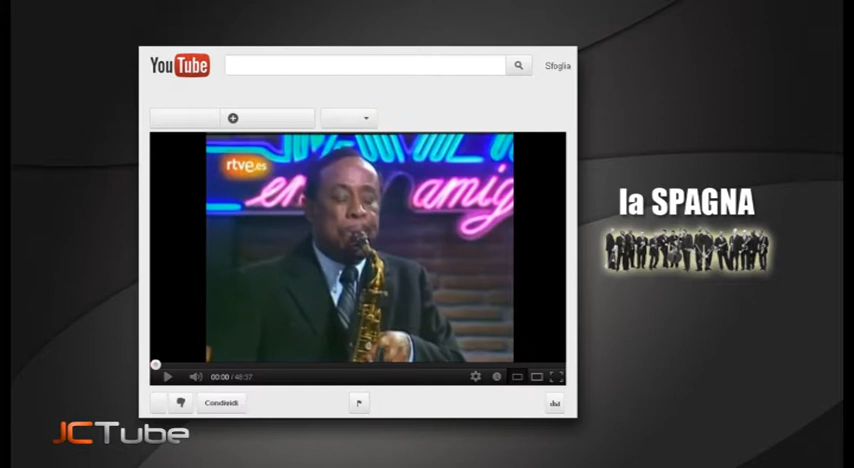 YouTube
Sfoglia
rtve.es
en
amig
la SPAGNA
00:00 / 48:37
Condividi
JCTube